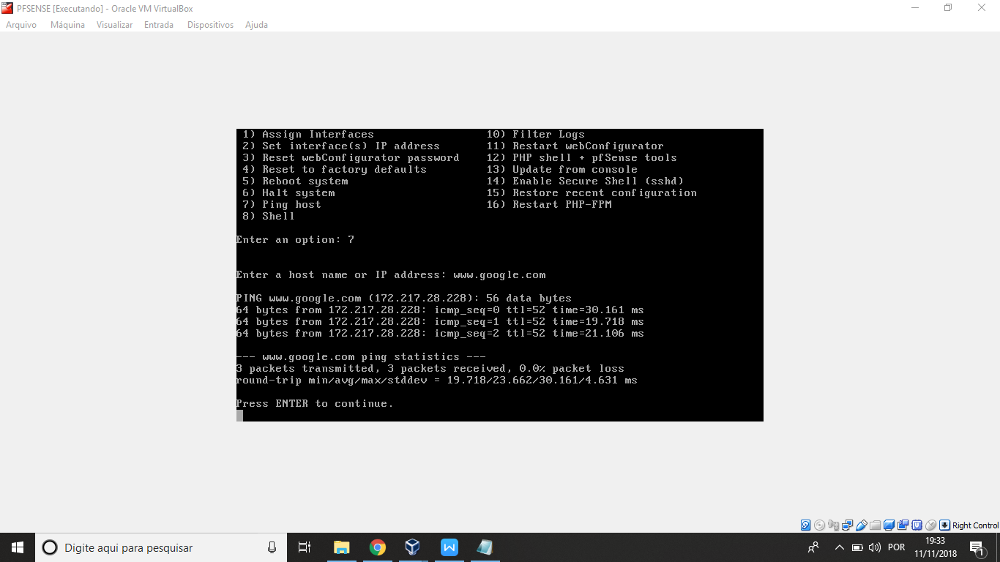 PFSENSE [Executando] - Oracle VM VirtualBox
Arquivo Máquina Visualizar Entrada Dispositivos Ajuda
1) Assign Interfaces 10) Filter Logs
2) Set interface(s) IP address 11) Restart webConfigurator
3) Reset webConfigurator password 12) PHP shell + pfSense tools
4) Reset to factory defaults 13) Update from console
5) Reboot system 14) Enable Secure Shell (sshd)
6) Halt system 15) Restore recent configuration
7) Ping host 16) Restart PHP-FPM
8) Shell
Enter an option: 7
Enter a host name or IP address: www.google.com
PING www.google.com (172.217.28.228): 56 data bytes
64 bytes from 172.217.28.228: icmp_seq=0 ttl=52 time=30.161 ms
64 bytes from 172.217.28.228: icmp_seq=1 ttl=52 time=19.718 ms
64 bytes from 172.217.28.228: icmp_seq=2 ttl=52 time=21.106 ms
--- www.google.com ping statistics ---
3 packets transmitted, 3 packets received, 0.0% packet loss
round-trip min/avg/max/stddev = 19.718/23.662/30.161/4.631 ms
Press ENTER to continue.
Right Control
Digite aqui para pesquisar
POR
19:33
11/11/2018
1